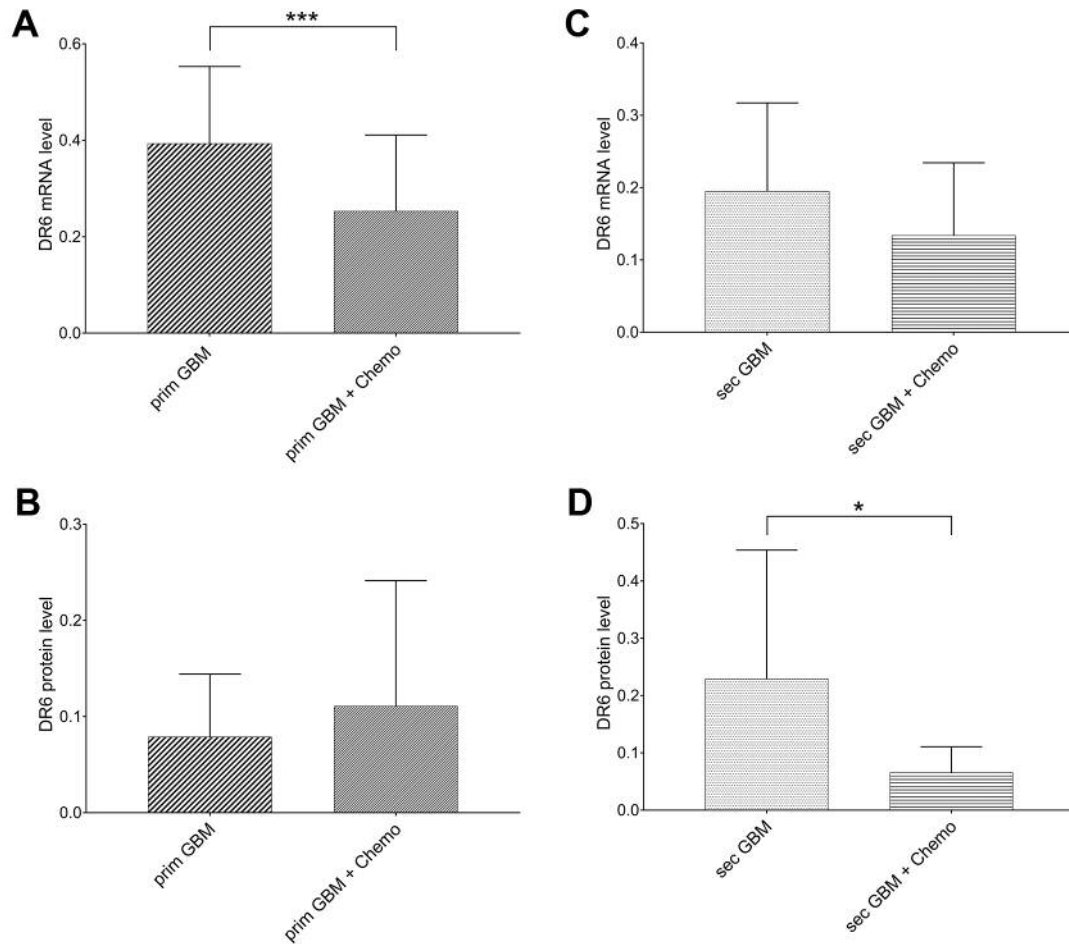 A
***
DR6 mRNA level
0.6
0.4
0.2
0.0
prim GBM
prim GBM + Chemo
C
DR6 mRNA level
0.4
0.3
0.2
0.1
0.0
sec GBM
sec GBM + Chemo
B
DR6 protein level
0.3
0.2
0.1
0.0
prim GBM
prim GBM + Chemo
D
*
DR6 protein level
0.5
0.4
0.3
0.2
0.1
0.0
sec GBM
sec GBM + Chemo